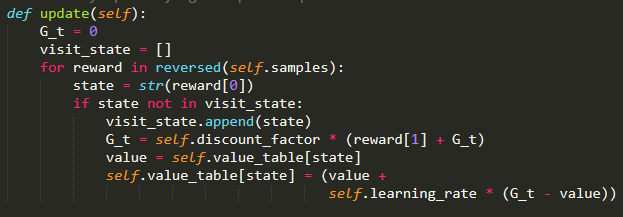 def update(self):
G_t = 0
visit_state = []
for reward in reversed(self.samples):
state = str(reward[0])
if state not in visit_state:
visit_state.append(state)
G_t = self.discount_factor * (reward[1] + G_t)
value = self.value_table[state]
self.value_table[state] = (value +
self.learning_rate * (G_t - value))